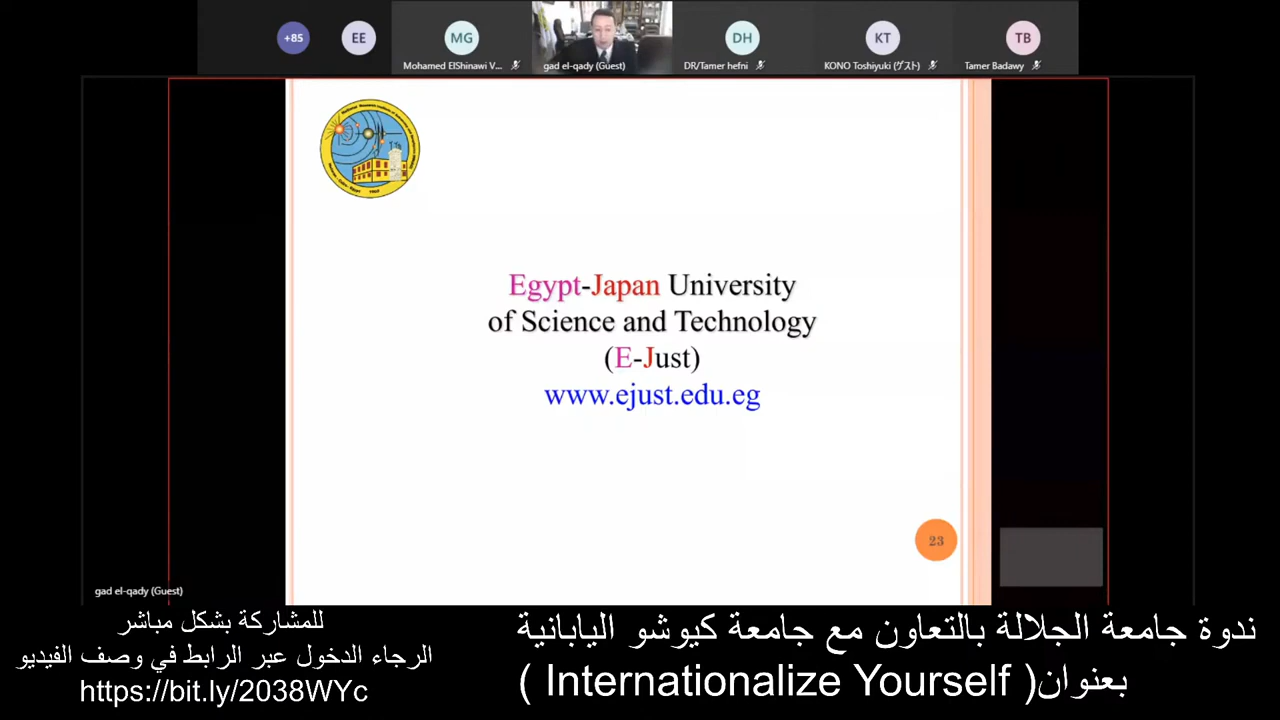 +85
EE
MG
DH
KT
TB
Mohamed ElShinawi V...
gad el-qady (Guest)
DR/Tamer hefni
KONO Toshiyuki (ゲスト)
Tamer Badawy
Egypt-Japan University
of Science and Technology
(E-Just)
www.ejust.edu.eg
23
gad el-qady (Guest)
ندوة جامعة الجلالة بالتعاون مع جامعة كيوشو اليابانية
بعنوان( Internationalize Yourself )
للمشاركة بشكل مباشر
الرجاء الدخول عبر الرابط في وصف الفيديو
https://bit.ly/2038WYc